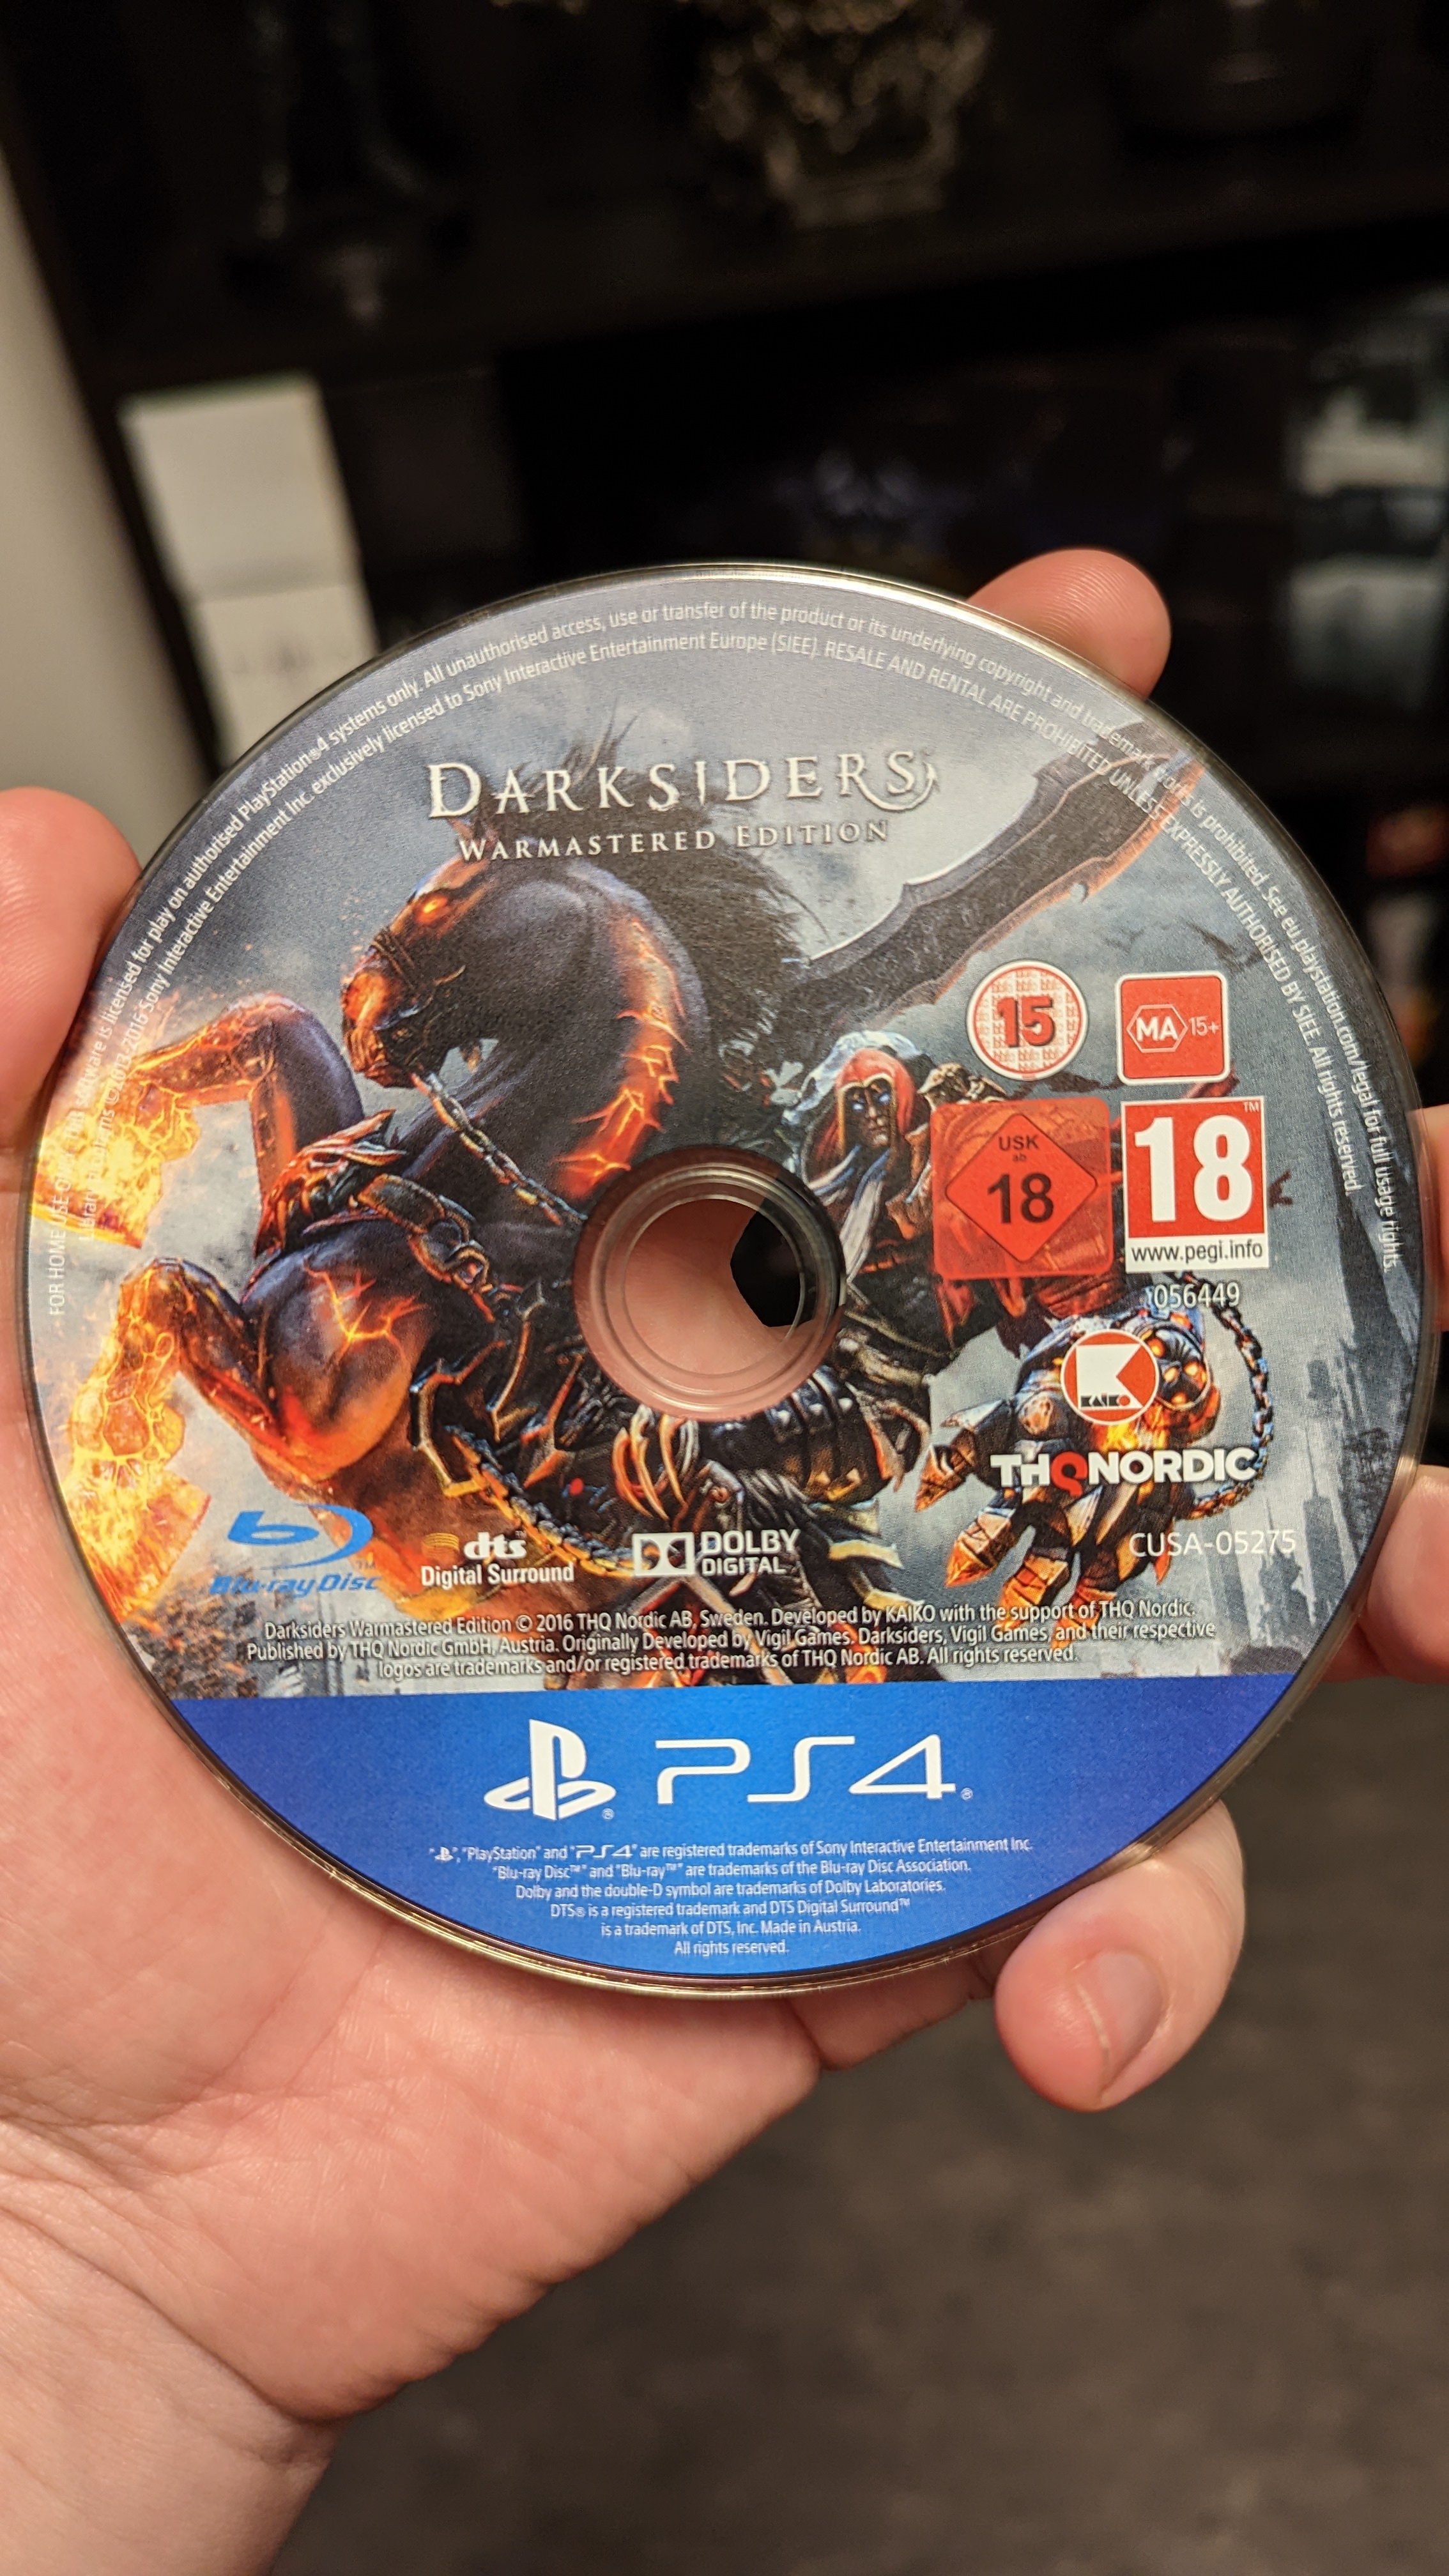 FOR HOME USE ONLY. This software is licensed for play on authorised PlayStation®4 systems only. All unauthorised access, use or transfer of the product or its underlying copyright and trademark works is prohibited. See eu.playstation.com/legal for full usage rights.
Library programs ©2013-2016 Sony Interactive Entertainment Inc. exclusively licensed to Sony Interactive Entertainment Europe (SIEE). RESALE AND RENTAL ARE PROHIBITED UNLESS EXPRESSLY AUTHORISED BY SIEE. All rights reserved.
DARKSIDERS
WARMASTERED EDITION
15
MA 15+
USK
ab
18
18™
www.pegi.info
056449
KAIKO
THQ NORDIC
Blu-ray Disc™
dts™
Digital Surround
DOLBY
DIGITAL
CUSA-05275
Darksiders Warmastered Edition © 2016 THQ Nordic AB, Sweden. Developed by KAIKO with the support of THQ Nordic.
Published by THQ Nordic GmbH, Austria. Originally Developed by Vigil Games. Darksiders, Vigil Games, and their respective
logos are trademarks and/or registered trademarks of THQ Nordic AB. All rights reserved.
PS4®
"", "PlayStation" and "PS4" are registered trademarks of Sony Interactive Entertainment Inc.
"Blu-ray Disc™" and "Blu-ray™" are trademarks of the Blu-ray Disc Association.
Dolby and the double-D symbol are trademarks of Dolby Laboratories.
DTS® is a registered trademark and DTS Digital Surround™
is a trademark of DTS, Inc. Made in Austria.
All rights reserved.